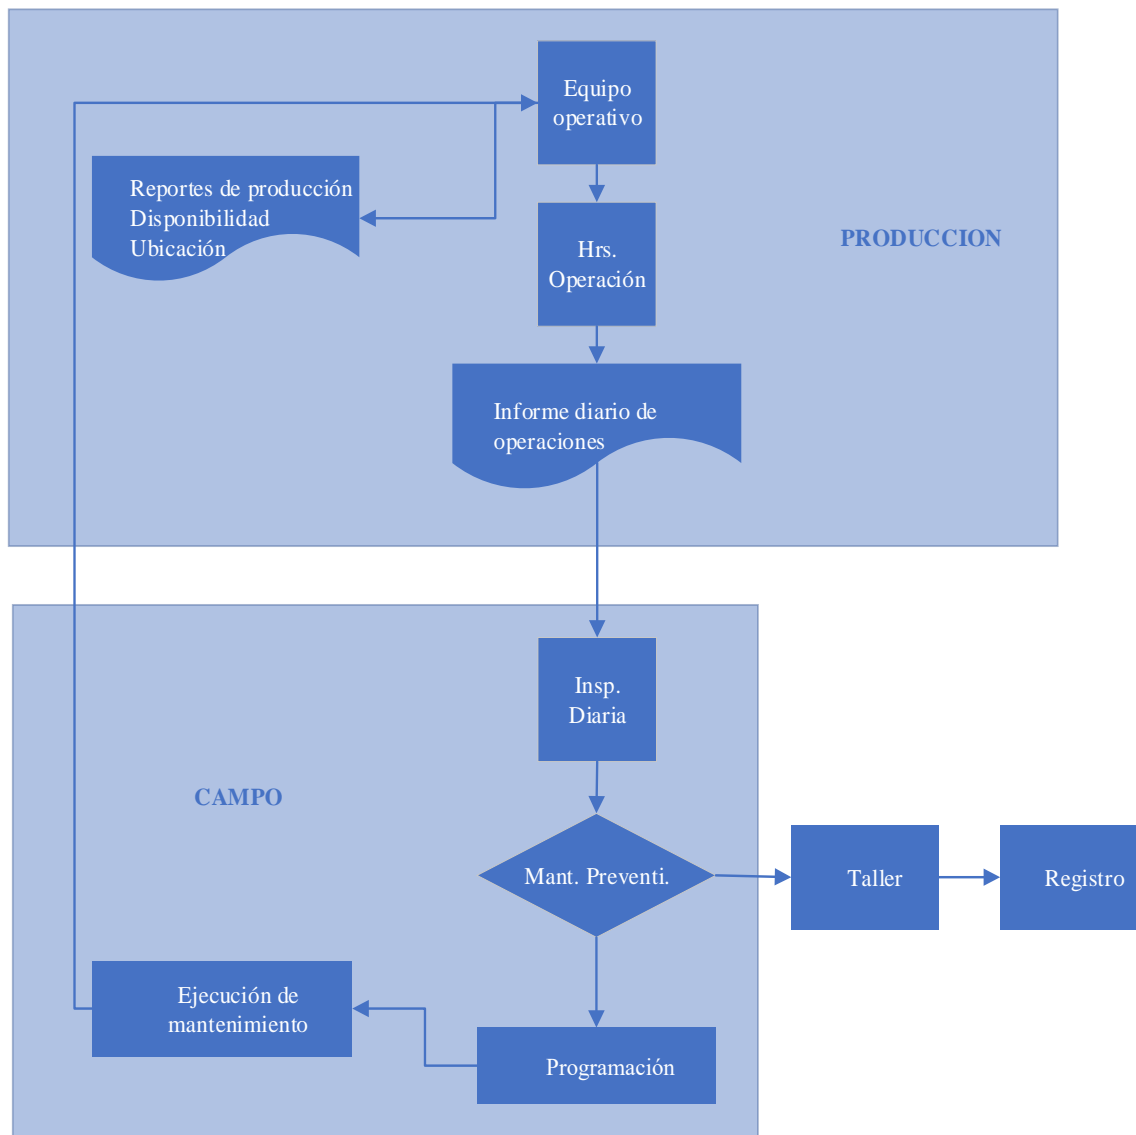 Equipo
operativo
Reportes de producción
Disponibilidad
Ubicación
Hrs.
Operación
PRODUCCION
Informe diario de
operaciones
Insp.
Diaria
CAMPO
Mant. Preventi.
Taller
Registro
Ejecución de
mantenimiento
Programación